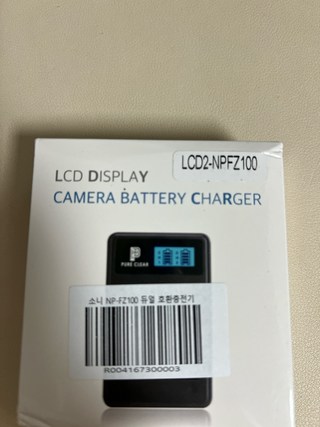 LCD2-NPFZ100
LCD DISPLAY
CAMERA BATTERY CHARGER
PURE CLEAR
소니 NP-FZ100 듀얼 호환충전기
R004167300003